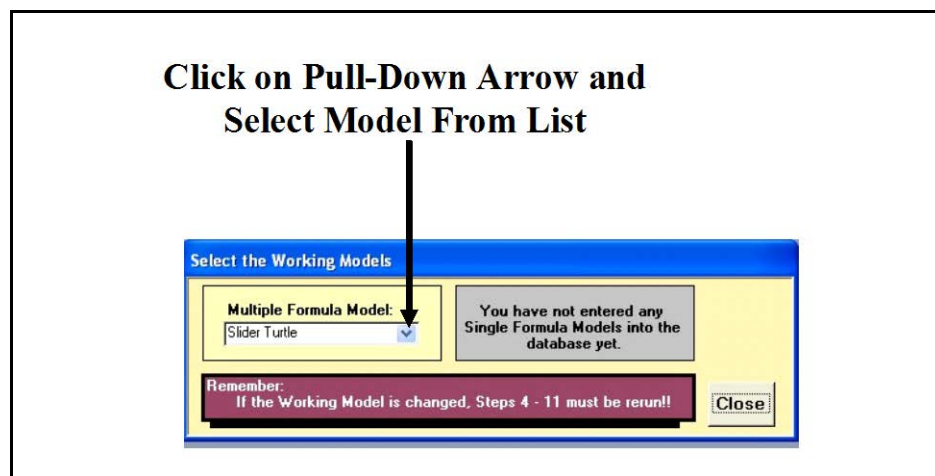 Click on Pull-Down Arrow and
Select Model From List
Select the Working Models
Multiple Formula Model:
Slider Turtle
You have not entered any
Single Formula Models into the
database yet.
Remember:
If the Working Model is changed, Steps 4 - 11 must be rerun!!
Close